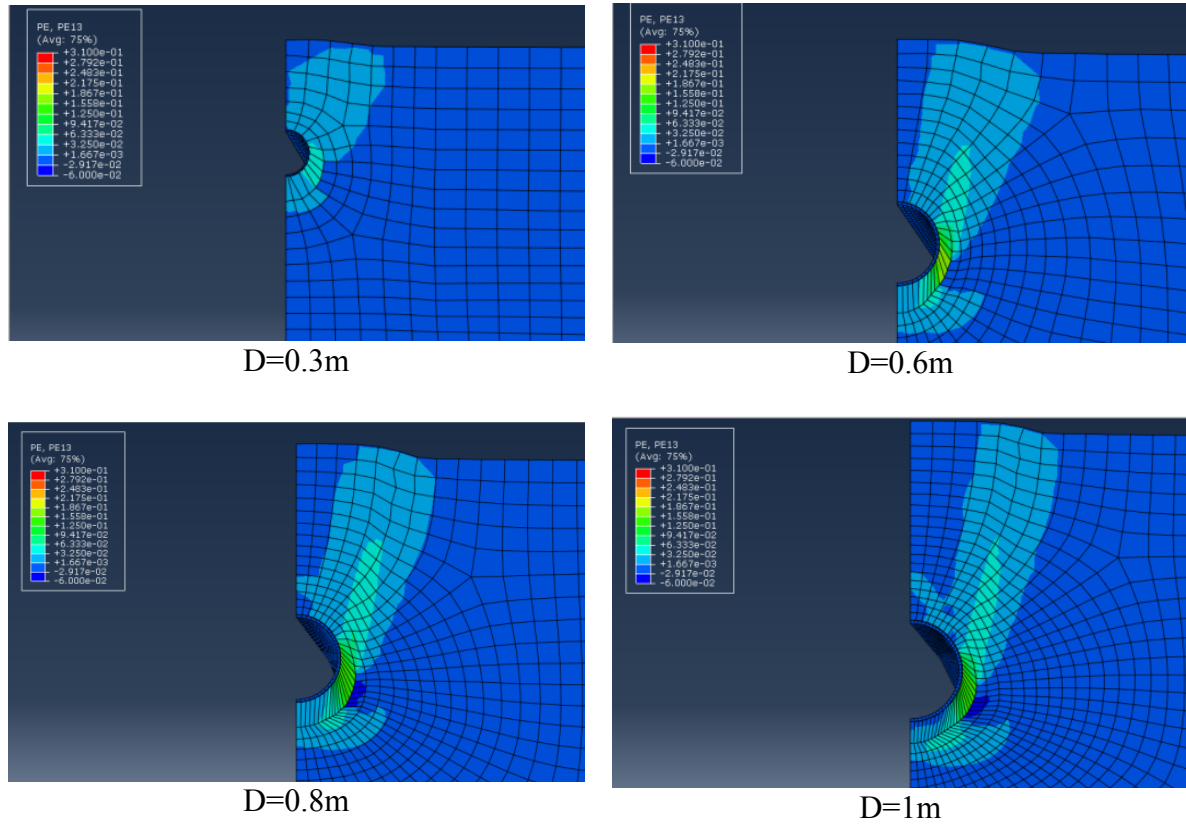 PE, PE13
(Avg: 75%)
+3.100e-01
+2.792e-01
+2.483e-01
+2.175e-01
+1.867e-01
+1.558e-01
+1.250e-01
+9.417e-02
+6.333e-02
+3.250e-02
+1.667e-03
-2.917e-02
-6.000e-02
D=0.3m
PE, PE13
(Avg: 75%)
+3.100e-01
+2.792e-01
+2.483e-01
+2.175e-01
+1.867e-01
+1.558e-01
+1.250e-01
+9.417e-02
+6.333e-02
+3.250e-02
+1.667e-03
-2.917e-02
-6.000e-02
D=0.6m
PE, PE13
(Avg: 75%)
+3.100e-01
+2.792e-01
+2.483e-01
+2.175e-01
+1.867e-01
+1.558e-01
+1.250e-01
+9.417e-02
+6.333e-02
+3.250e-02
+1.667e-03
-2.917e-02
-6.000e-02
D=0.8m
PE, PE13
(Avg: 75%)
+3.100e-01
+2.792e-01
+2.483e-01
+2.175e-01
+1.867e-01
+1.558e-01
+1.250e-01
+9.417e-02
+6.333e-02
+3.250e-02
+1.667e-03
-2.917e-02
-6.000e-02
D=1m